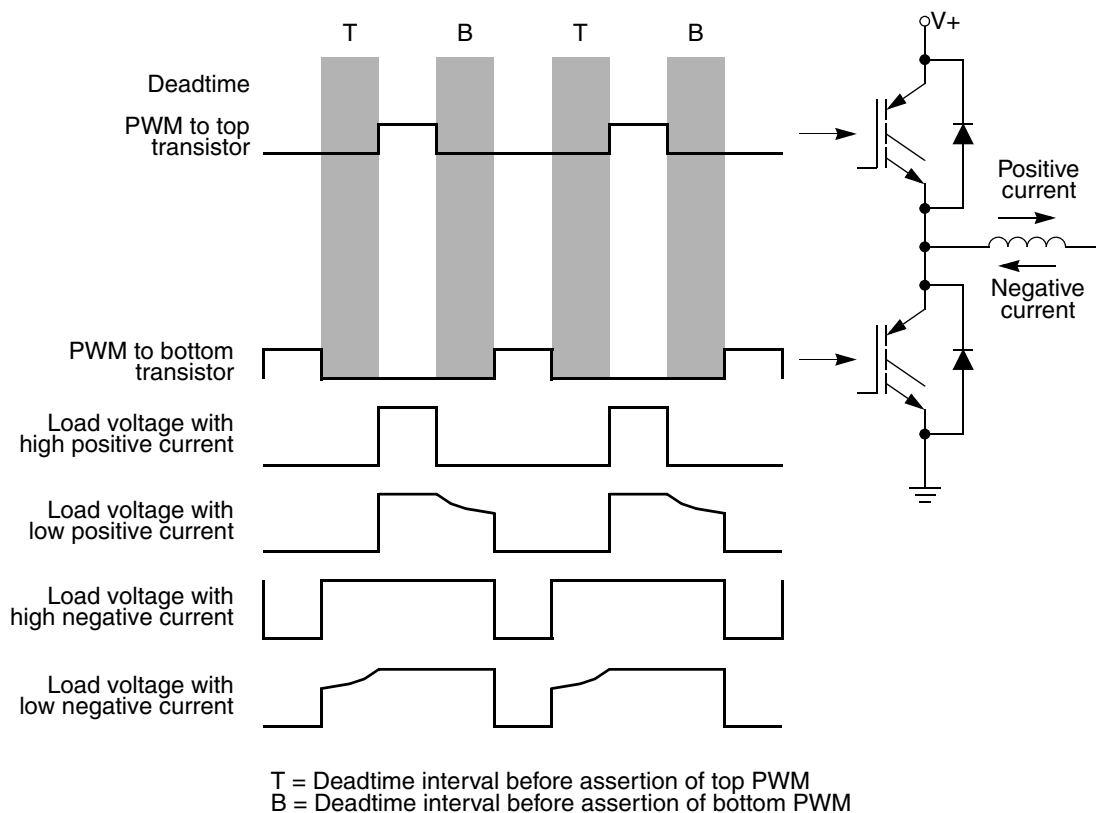 T B T B
V+
Deadtime
PWM to top
transistor
Positive
current
Negative
current
PWM to bottom
transistor
Load voltage with
high positive current
Load voltage with
low positive current
Load voltage with
high negative current
Load voltage with
low negative current
T = Deadtime interval before assertion of top PWM
B = Deadtime interval before assertion of bottom PWM